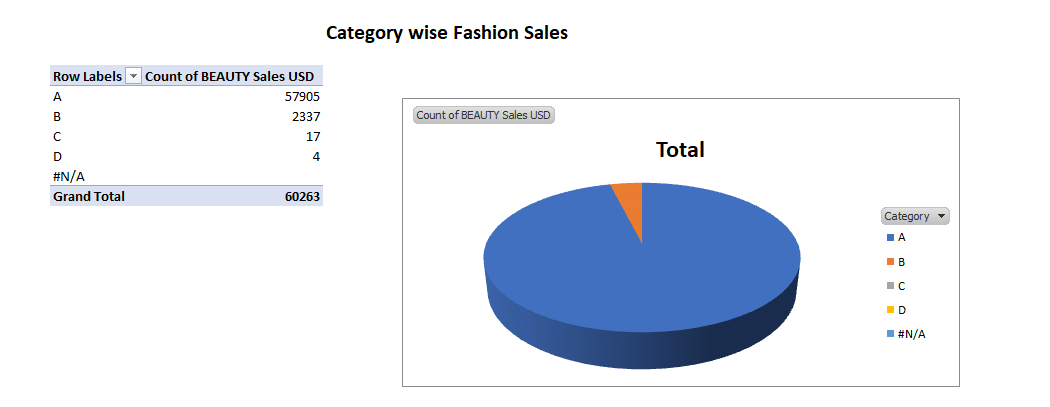 Category wise Fashion Sales
Row Labels Count of BEAUTY Sales USD
A 57905
B 2337
C 17
D 4
#N/A
Grand Total 60263
Count of BEAUTY Sales USD
Total
Category
A
B
C
D
#N/A